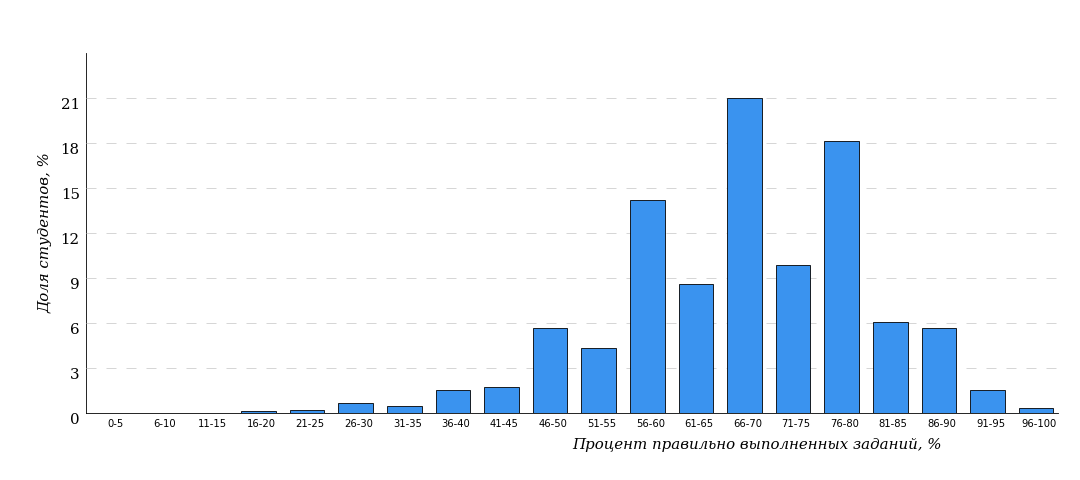 Доля студентов, %
21
18
15
12
9
6
3
0
0-5 6-10 11-15 16-20 21-25 26-30 31-35 36-40 41-45 46-50 51-55 56-60 61-65 66-70 71-75 76-80 81-85 86-90 91-95 96-100
Процент правильно выполненных заданий, %